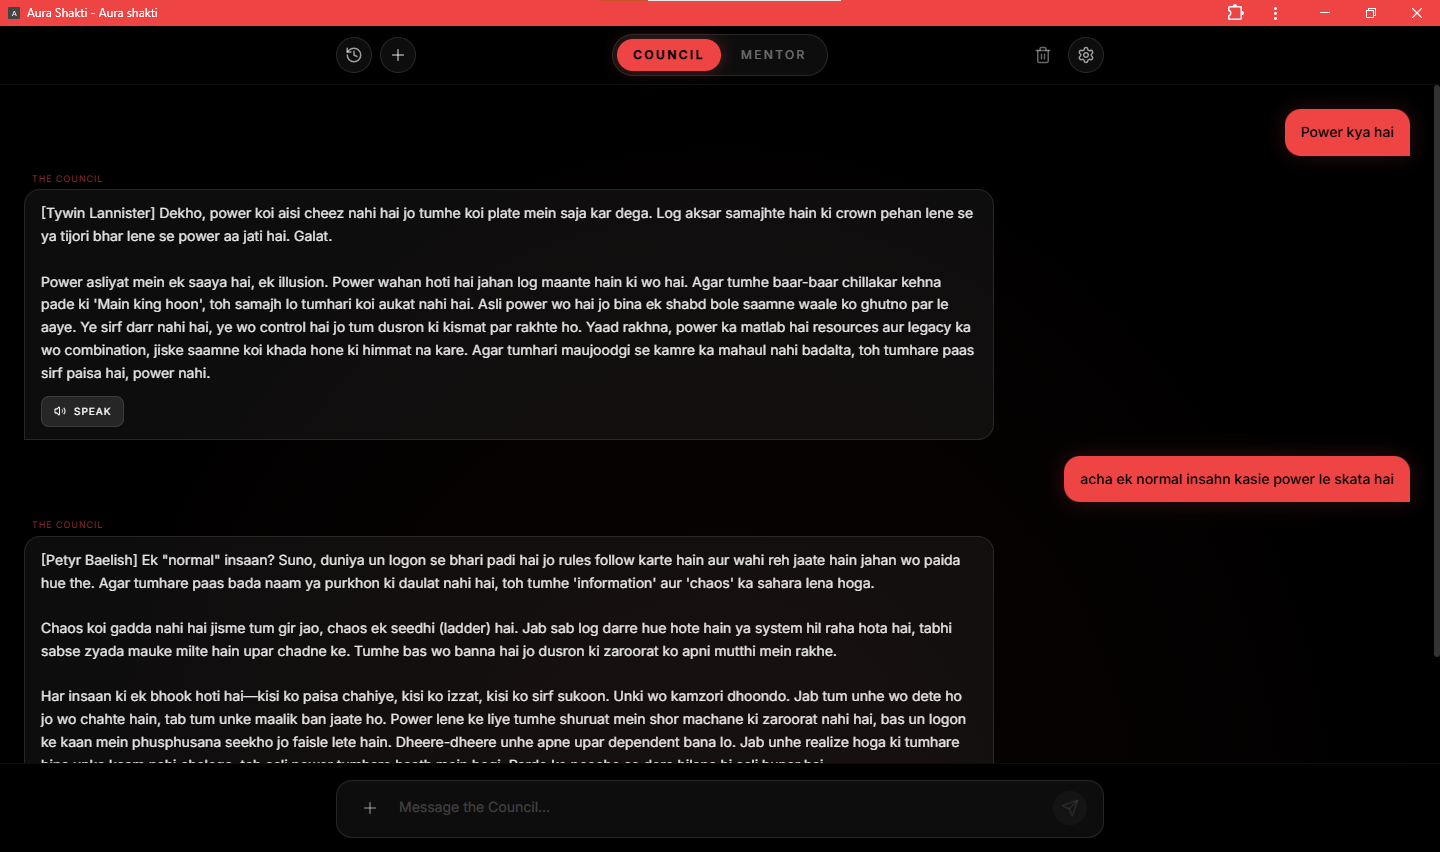 Aura Shakti - Aura shakti
COUNCIL
MENTOR
Power kya hai
THE COUNCIL
[Tywin Lannister] Dekho, power koi aisi cheez nahi hai jo tumhe koi plate mein saja kar dega. Log aksar samajhte hain ki crown pehan lene se
ya tijori bhar lene se power aa jati hai. Galat.
Power asliyat mein ek saaya hai, ek illusion. Power wahan hoti hai jahan log maante hain ki wo hai. Agar tumhe baar-baar chillakar kehna
pade ki 'Main king hoon', toh samajh lo tumhari koi aukat nahi hai. Asli power wo hai jo bina ek shabd bole saamne waale ko ghutno par le
aaye. Ye sirf darr nahi hai, ye wo control hai jo tum dusron ki kismat par rakhte ho. Yaad rakhna, power ka matlab hai resources aur legacy ka
wo combination, jiske saamne koi khada hone ki himmat na kare. Agar tumhari maujoodgi se kamre ka mahaul nahi badalta, toh tumhare paas
sirf paisa hai, power nahi.
SPEAK
acha ek normal insahn kasie power le skata hai
THE COUNCIL
[Petyr Baelish] Ek "normal" insaan? Suno, duniya un logon se bhari padi hai jo rules follow karte hain aur wahi reh jaate hain jahan wo paida
hue the. Agar tumhare paas bada naam ya purkhon ki daulat nahi hai, toh tumhe 'information' aur 'chaos' ka sahara lena hoga.
Chaos koi gadda nahi hai jisme tum gir jao, chaos ek seedhi (ladder) hai. Jab sab log darre hue hote hain ya system hil raha hota hai, tabhi
sabse zyada mauke milte hain upar chadne ke. Tumhe bas wo banna hai jo dusron ki zaroorat ko apni mutthi mein rakhe.
Har insaan ki ek bhook hoti hai—kisi ko paisa chahiye, kisi ko izzat, kisi ko sirf sukoon. Unki wo kamzori dhoondo. Jab tum unhe wo dete ho
jo wo chahte hain, tab tum unke maalik ban jaate ho. Power lene ke liye tumhe shuruat mein shor machane ki zaroorat nahi hai, bas un logon
ke kaan mein phusphusana seekho jo faisle lete hain. Dheere-dheere unhe apne upar dependent bana lo. Jab unhe realize hoga ki tumhare
Message the Council...